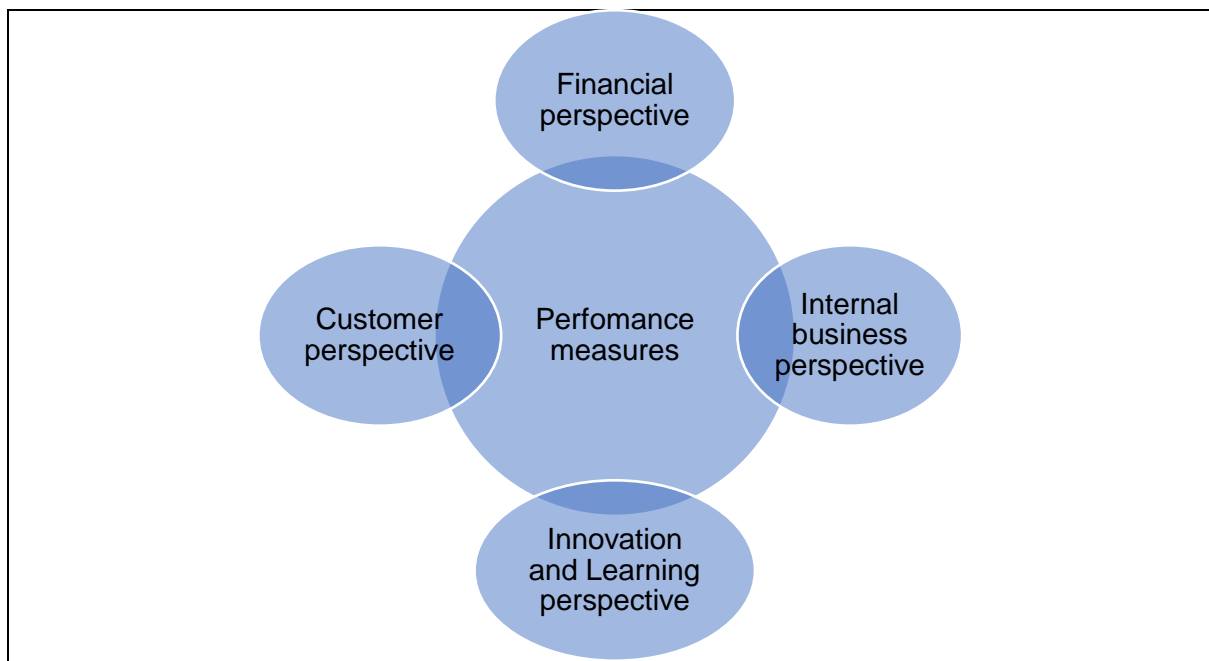 Financial
perspective
Customer
perspective
Perfomance
measures
Internal
business
perspective
Innovation
and Learning
perspective